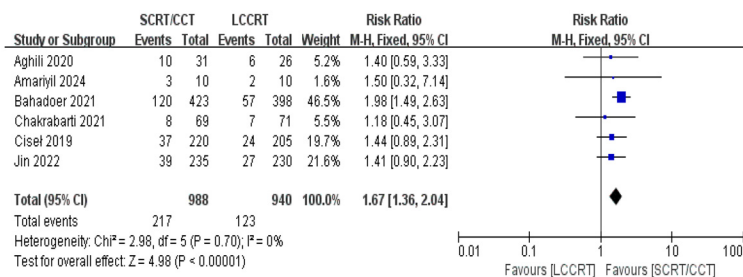 SCRT/CCT LCCRT Risk Ratio Risk Ratio
Study or Subgroup Events Total Events Total Weight M-H, Fixed, 95% CI M-H, Fixed, 95% CI
Aghili 2020 10 31 6 26 5.2% 1.40 [0.59, 3.33]
Amariyil 2024 3 10 2 10 2.0% 1.50 [0.32, 7.14]
Bahadoer 2021 120 423 57 398 46.5% 1.98 [1.49, 2.63]
Chakrabarti 2021 8 69 7 71 5.5% 1.18 [0.45, 3.07]
Ciseł 2019 37 220 24 205 19.7% 1.44 [0.89, 2.31]
Jin 2022 39 235 27 230 21.6% 1.41 [0.90, 2.23]
Total (95% CI) 988 940 100.0% 1.67 [1.36, 2.04]
Total events 217 123
Heterogeneity: Chi² = 2.98, df = 5 (P = 0.70); I² = 0%
Test for overall effect: Z = 4.98 (P < 0.00001)
0.01 0.1 1 10 100
Favours [LCCRT] Favours [SCRT/CCT]